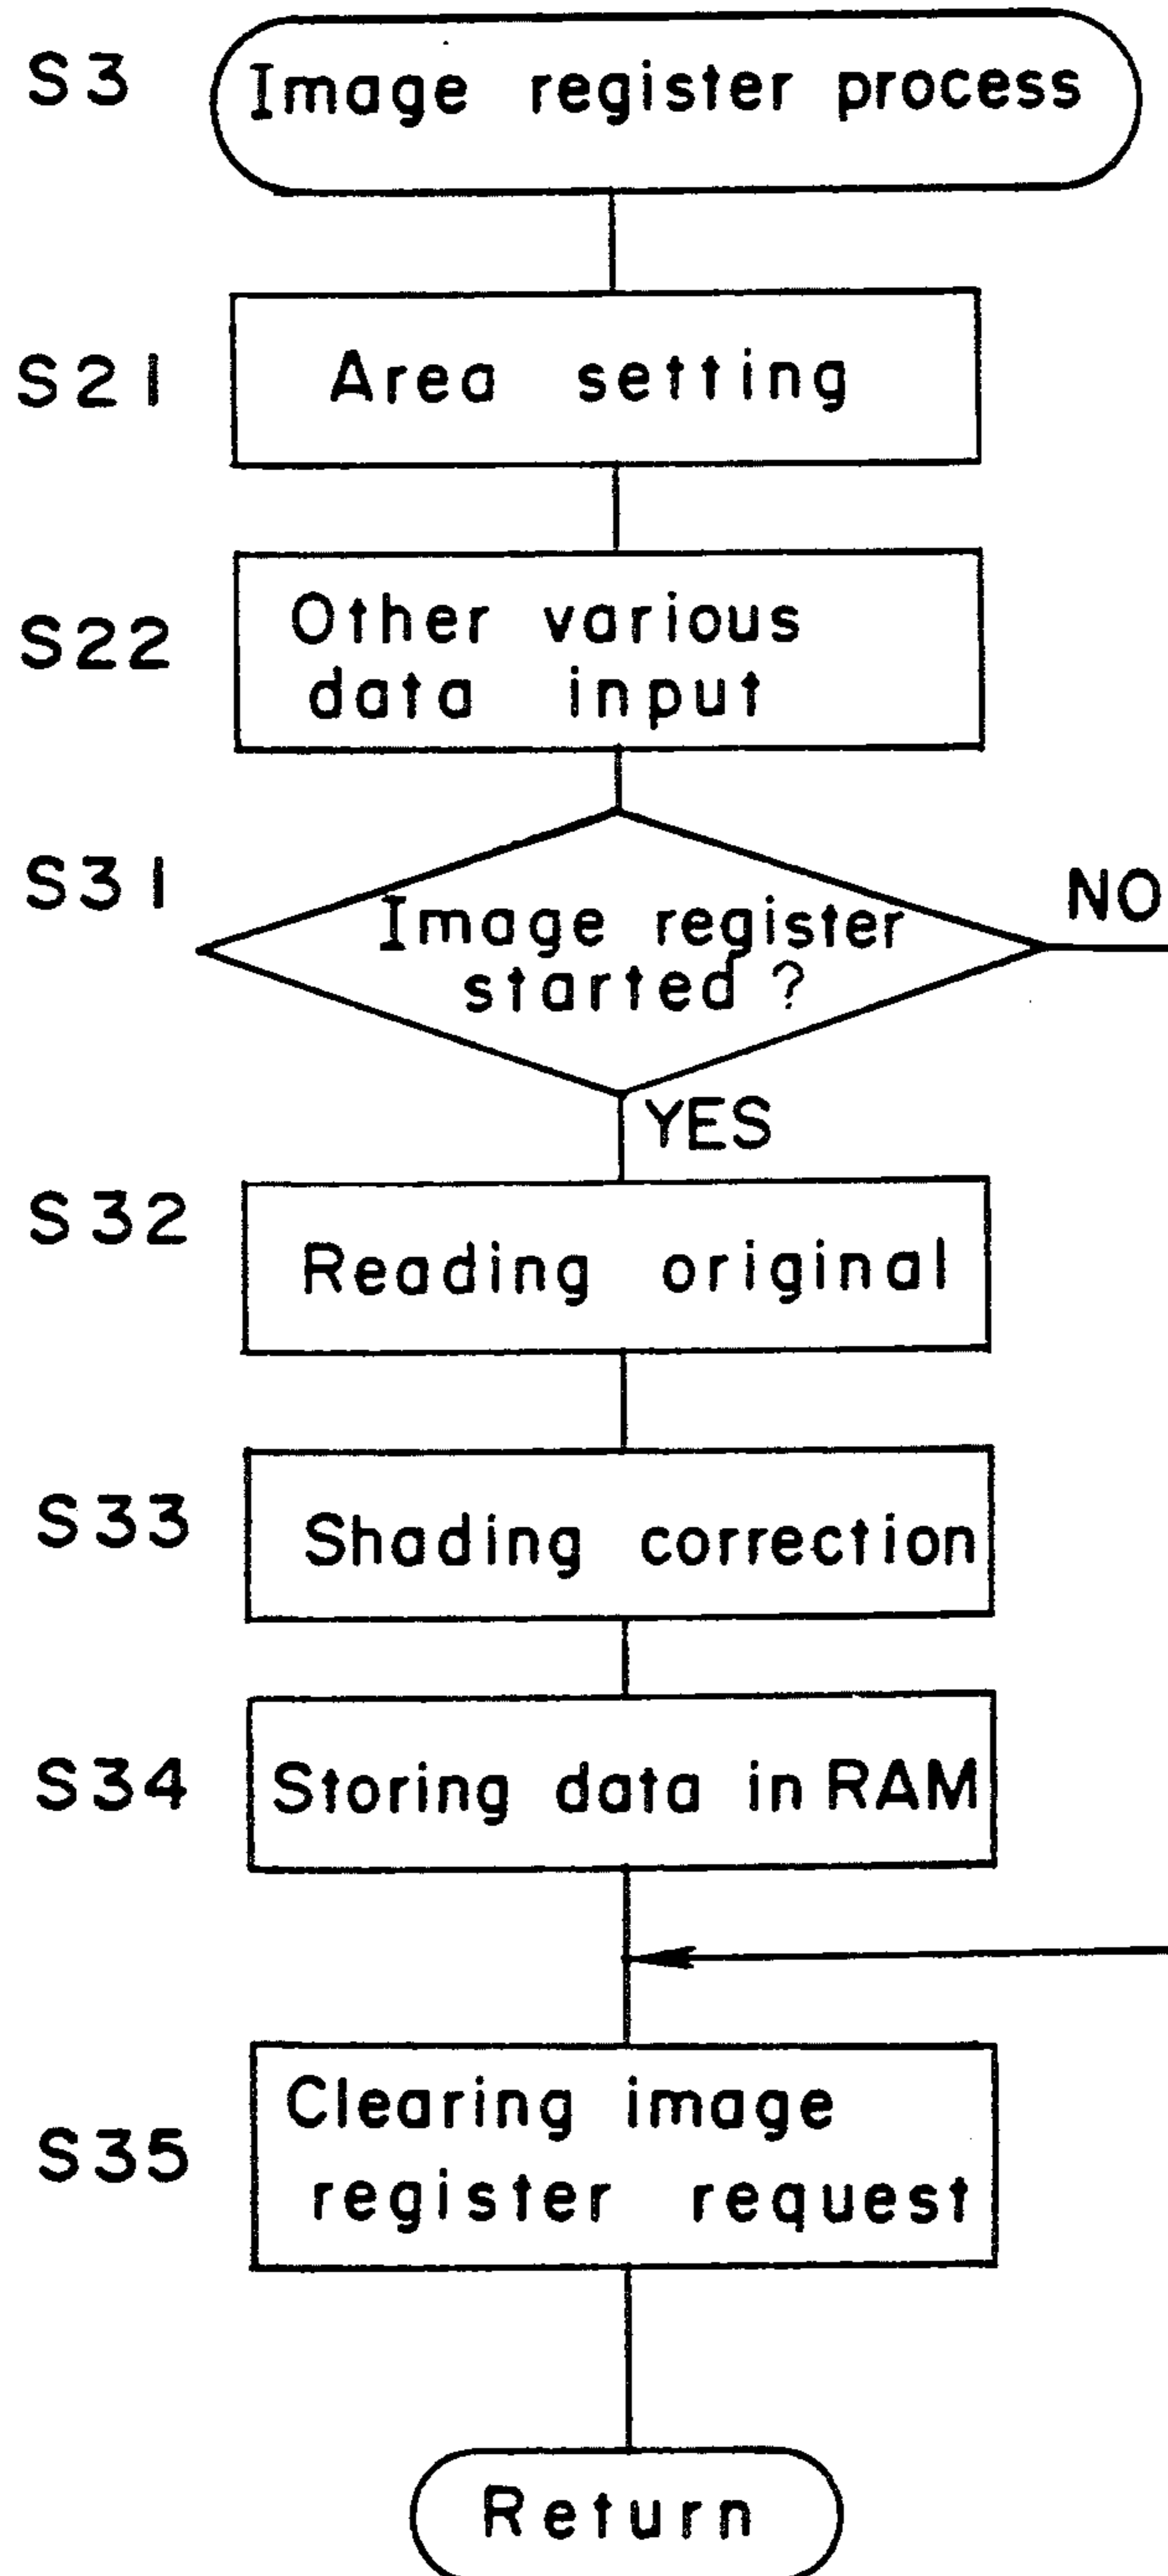 S3 Image register process
S21 Area setting
S22 Other various
data input
S31 Image register
started ?
NO
YES
S32 Reading original
S33 Shading correction
S34 Storing data in RAM
S35 Clearing image
register request
Return